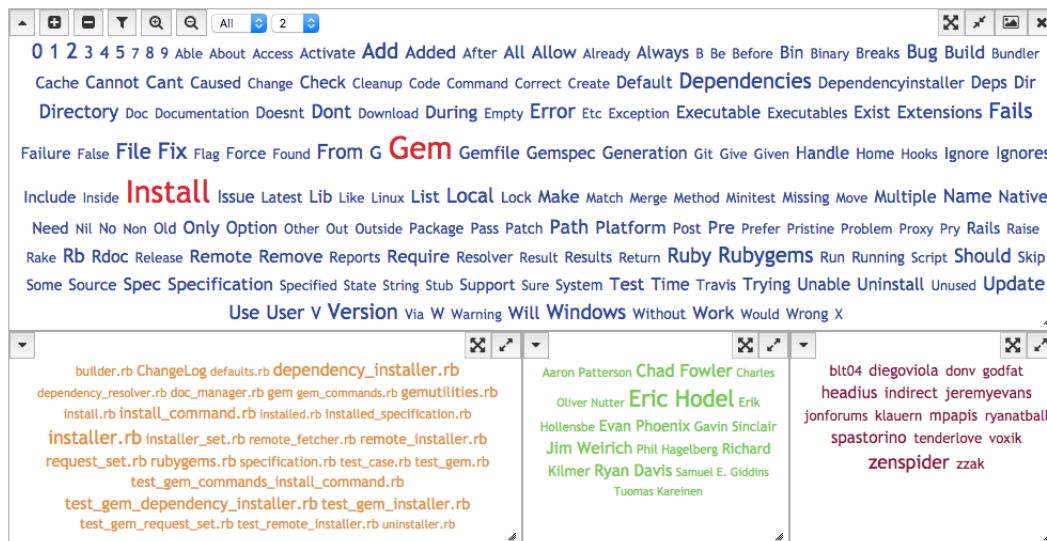 All 2
0 1 2 3 4 5 7 8 9 Able About Access Activate Add Added After All Allow Already Always B Be Before Bin Binary Breaks Bug Build Bundler
Cache Cannot Cant Caused Change Check Cleanup Code Command Correct Create Default Dependencies Dependencyinstaller Deps Dir
Directory Doc Documentation Doesnt Dont Download During Empty Error Etc Exception Executable Executables Exist Extensions Fails
Failure False File Fix Flag Force Found From G Gem Gemfile Gemspec Generation Git Give Given Handle Home Hooks Ignore Ignores
Include Inside Install Issue Latest Lib Like Linux List Local Lock Make Match Merge Method Minitest Missing Move Multiple Name Native
Need Nil No Non Old Only Option Other Out Outside Package Pass Patch Path Platform Post Pre Prefer Pristine Problem Proxy Pry Rails Raise
Rake Rb Rdoc Release Remote Remove Reports Require Resolver Result Results Return Ruby Rubygems Run Running Script Should Skip
Some Source Spec Specification Specified State String Stub Support Sure System Test Time Travis Trying Unable Uninstall Unused Update
Use User V Version Via W Warning Will Windows Without Work Would Wrong X
builder.rb ChangeLog defaults.rb dependency_installer.rb
dependency_resolver.rb doc_manager.rb gem gem_commands.rb gemutilities.rb
install.rb install_command.rb installed.rb installed_specification.rb
installer.rb installer_set.rb remote_fetcher.rb remote_installer.rb
request_set.rb rubygems.rb specification.rb test_case.rb test_gem.rb
test_gem_commands_install_command.rb
test_gem_dependency_installer.rb test_gem_installer.rb
test_gem_request_set.rb test_remote_installer.rb uninstaller.rb
Aaron Patterson Chad Fowler Charles
Oliver Nutter Eric Hodel Erik
Hollensbe Evan Phoenix Gavin Sinclair
Jim Weirich Phil Hagelberg Richard
Kilmer Ryan Davis Samuel E. Giddins
Tuomas Kareinen
blt04 diegoviola donv godfat
headius indirect jeremyevans
jonforums klauern mpapis ryanatball
spastorino tenderlove voxik
zenspider zzak